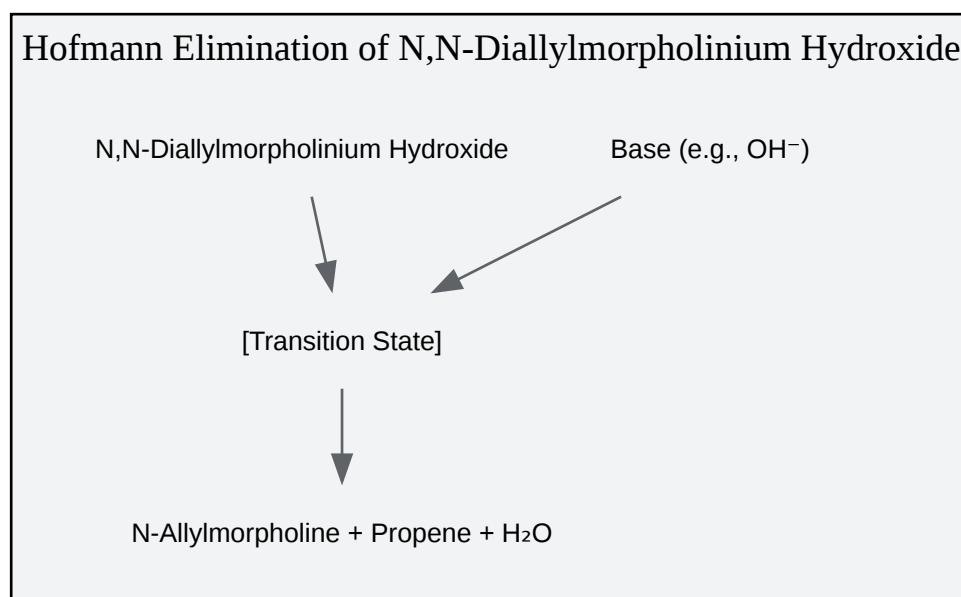 Hofmann Elimination of N,N-Diallylmorpholinium Hydroxide
N,N-Diallylmorpholinium Hydroxide
Base (e.g., OH⁻)
[Transition State]
N-Allylmorpholine + Propene + H₂O